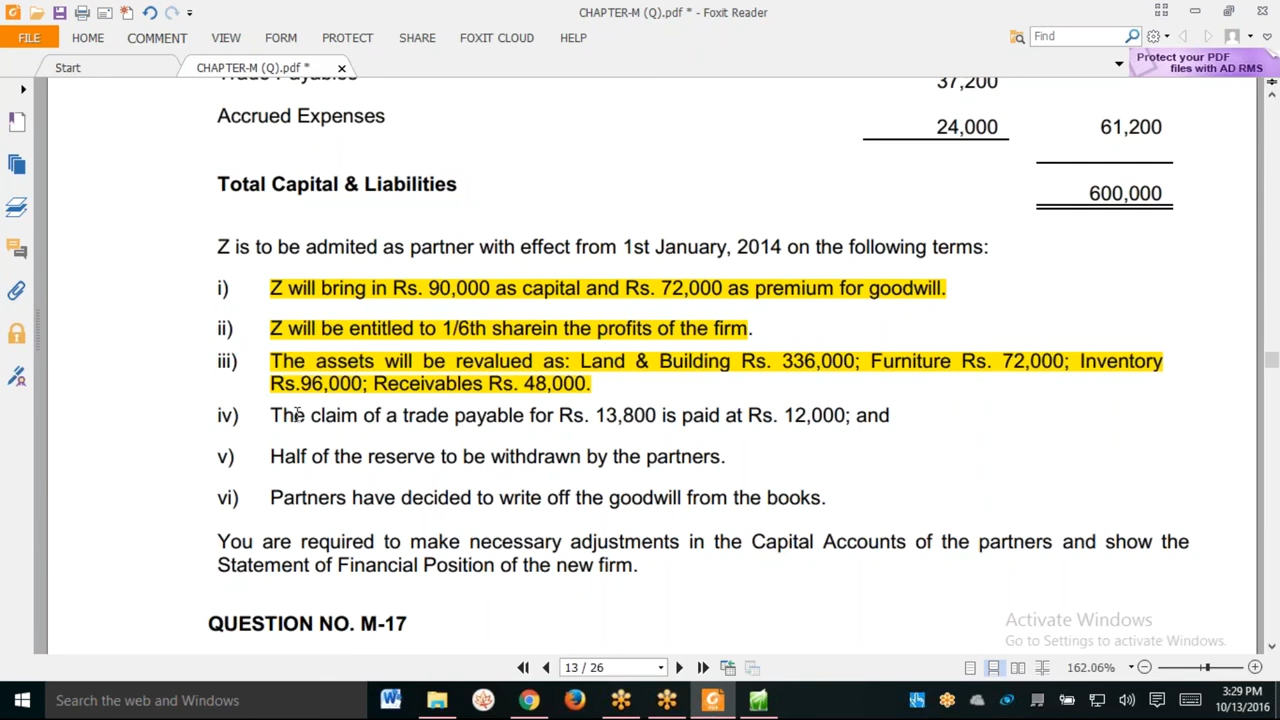 CHAPTER-M (Q).pdf * - Foxit Reader
FILE HOME COMMENT VIEW FORM PROTECT SHARE FOXIT CLOUD HELP
Find
Start CHAPTER-M (Q).pdf *
Protect your PDF
files with AD RMS
Trade Payables 37,200
Accrued Expenses 24,000 61,200
Total Capital & Liabilities
600,000
Z is to be admited as partner with effect from 1st January, 2014 on the following terms:
i) Z will bring in Rs. 90,000 as capital and Rs. 72,000 as premium for goodwill.
ii) Z will be entitled to 1/6th sharein the profits of the firm.
iii) The assets will be revalued as: Land & Building Rs. 336,000; Furniture Rs. 72,000; Inventory
Rs.96,000; Receivables Rs. 48,000.
iv) The claim of a trade payable for Rs. 13,800 is paid at Rs. 12,000; and
v) Half of the reserve to be withdrawn by the partners.
vi) Partners have decided to write off the goodwill from the books.
You are required to make necessary adjustments in the Capital Accounts of the partners and show the
Statement of Financial Position of the new firm.
QUESTION NO. M-17
Activate Windows
Go to Settings to activate Windows.
13 / 26
162.06%
Search the web and Windows
3:29 PM
10/13/2016